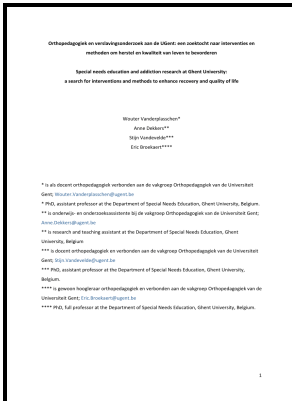 Orthopedagogiek en verslavingsonderzoek aan de UGent: een zoektocht naar interventies en
methoden om herstel en kwaliteit van leven te bevorderen
Special needs education and addiction research at Ghent University:
a search for interventions and methods to enhance recovery and quality of life
Wouter Vanderplasschen*
Anne Dekkers**
Stijn Vandevelde***
Eric Broekaert****
* is als docent orthopedagogiek verbonden aan de vakgroep Orthopedagogiek van de Universiteit
Gent; Wouter.Vanderplasschen@ugent.be
* PhD, assistant professor at the Department of Special Needs Education, Ghent University, Belgium.
** is onderwijs- en onderzoeksassistente bij de vakgroep Orthopedagogiek van de Universiteit Gent;
Anne.Dekkers@ugent.be
** is research and teaching assistant at the Department of Special Needs Education, Ghent
University, Belgium
*** is docent orthopedagogiek verbonden aan de vakgroep Orthopedagogiek van de Universiteit
Gent; Stijn.Vandevelde@ugent.be
*** PhD, assistant professor at the Department of Special Needs Education, Ghent University,
Belgium.
**** is gewoon hoogleraar orthopedagogiek en verbonden aan de vakgroep Orthopedagogiek van de
Universiteit Gent; Eric.Broekaert@ugent.be
**** PhD, full professor at the Department of Special Needs Education, Ghent University, Belgium.
1